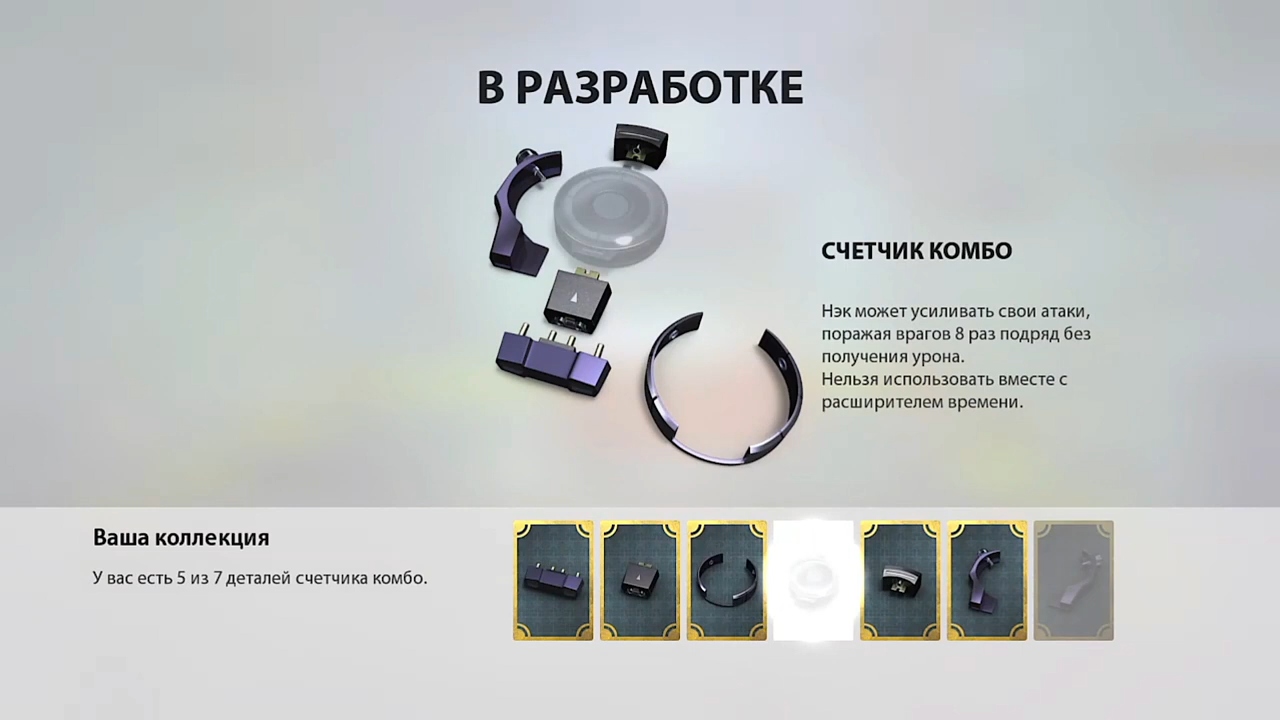 В РАЗРАБОТКЕ
СЧЕТЧИК КОМБО
Нэк может усиливать свои атаки,
поражая врагов 8 раз подряд без
получения урона.
Нельзя использовать вместе с
расширителем времени.
Ваша коллекция
У вас есть 5 из 7 деталей счетчика комбо.